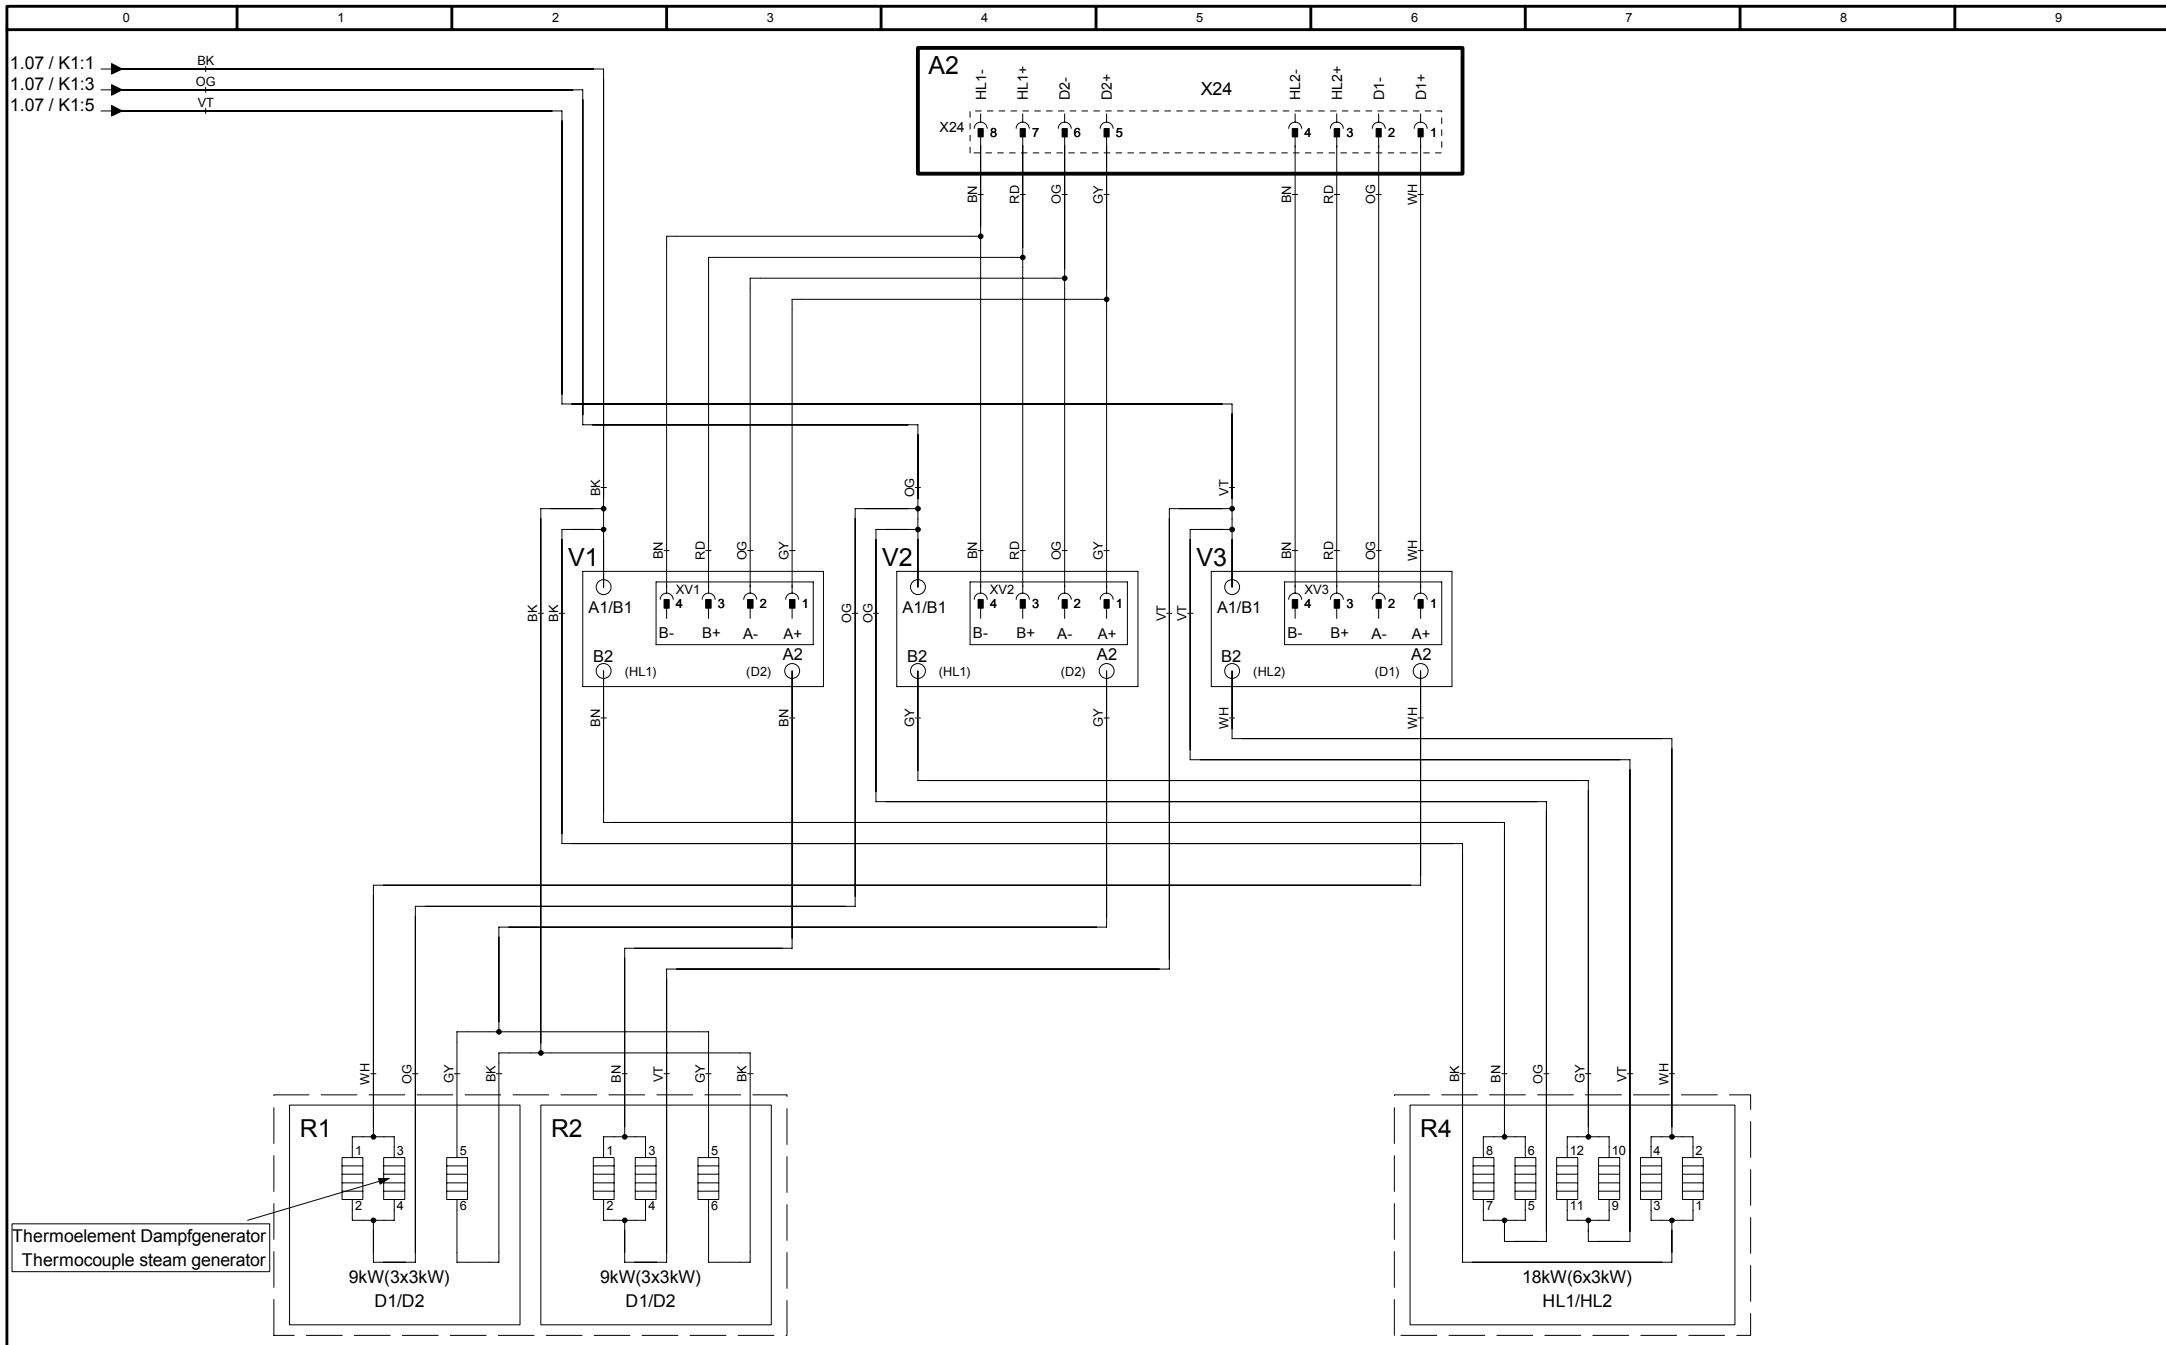 0 1 2 3 4 5 6 7 8 9
1.07 / K1:1 BK
1.07 / K1:3 OG
1.07 / K1:5 VT
A2
HL1- HL1+ D2- D2+ X24 HL2- HL2+ D1- D1+
X24 8 7 6 5 4 3 2 1
BN RD OG GY BN RD OG WH
BK OG VT
V1 BN RD OG GY V2 BN RD OG GY V3 BN RD OG WH
XV1 XV2 XV3
4 3 2 1 4 3 2 1 4 3 2 1
A1/B1 A1/B1 A1/B1
BK BK OG OG VT VT
B- B+ A- A+ B- B+ A- A+ B- B+ A- A+
B2 A2 B2 A2 B2 A2
(HL1) (D2) (HL1) (D2) (HL2) (D1)
BN BN GY GY WH WH
WH OG GY BK BN VT GY BK BK BN OG GY VT WH
R1 R2 R4
1 3 5 1 3 5 8 6 12 10 4 2
2 4 6 2 4 6 7 5 11 9 3 1
Thermoelement Dampfgenerator
Thermocouple steam generator
9kW(3x3kW) 9kW(3x3kW) 18kW(6x3kW)
D1/D2 D1/D2 HL1/HL2